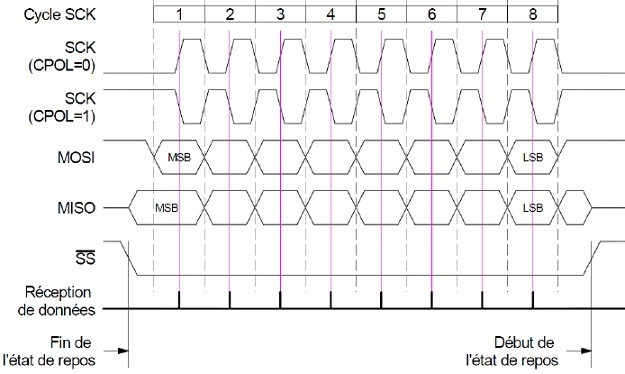 Cycle SCK 1 2 3 4 5 6 7 8
SCK
(CPOL=0)
SCK
(CPOL=1)
MOSI MSB LSB
MISO MSB LSB
SS
Réception
de données
Fin de
l'état de repos
Début de
l'état de repos